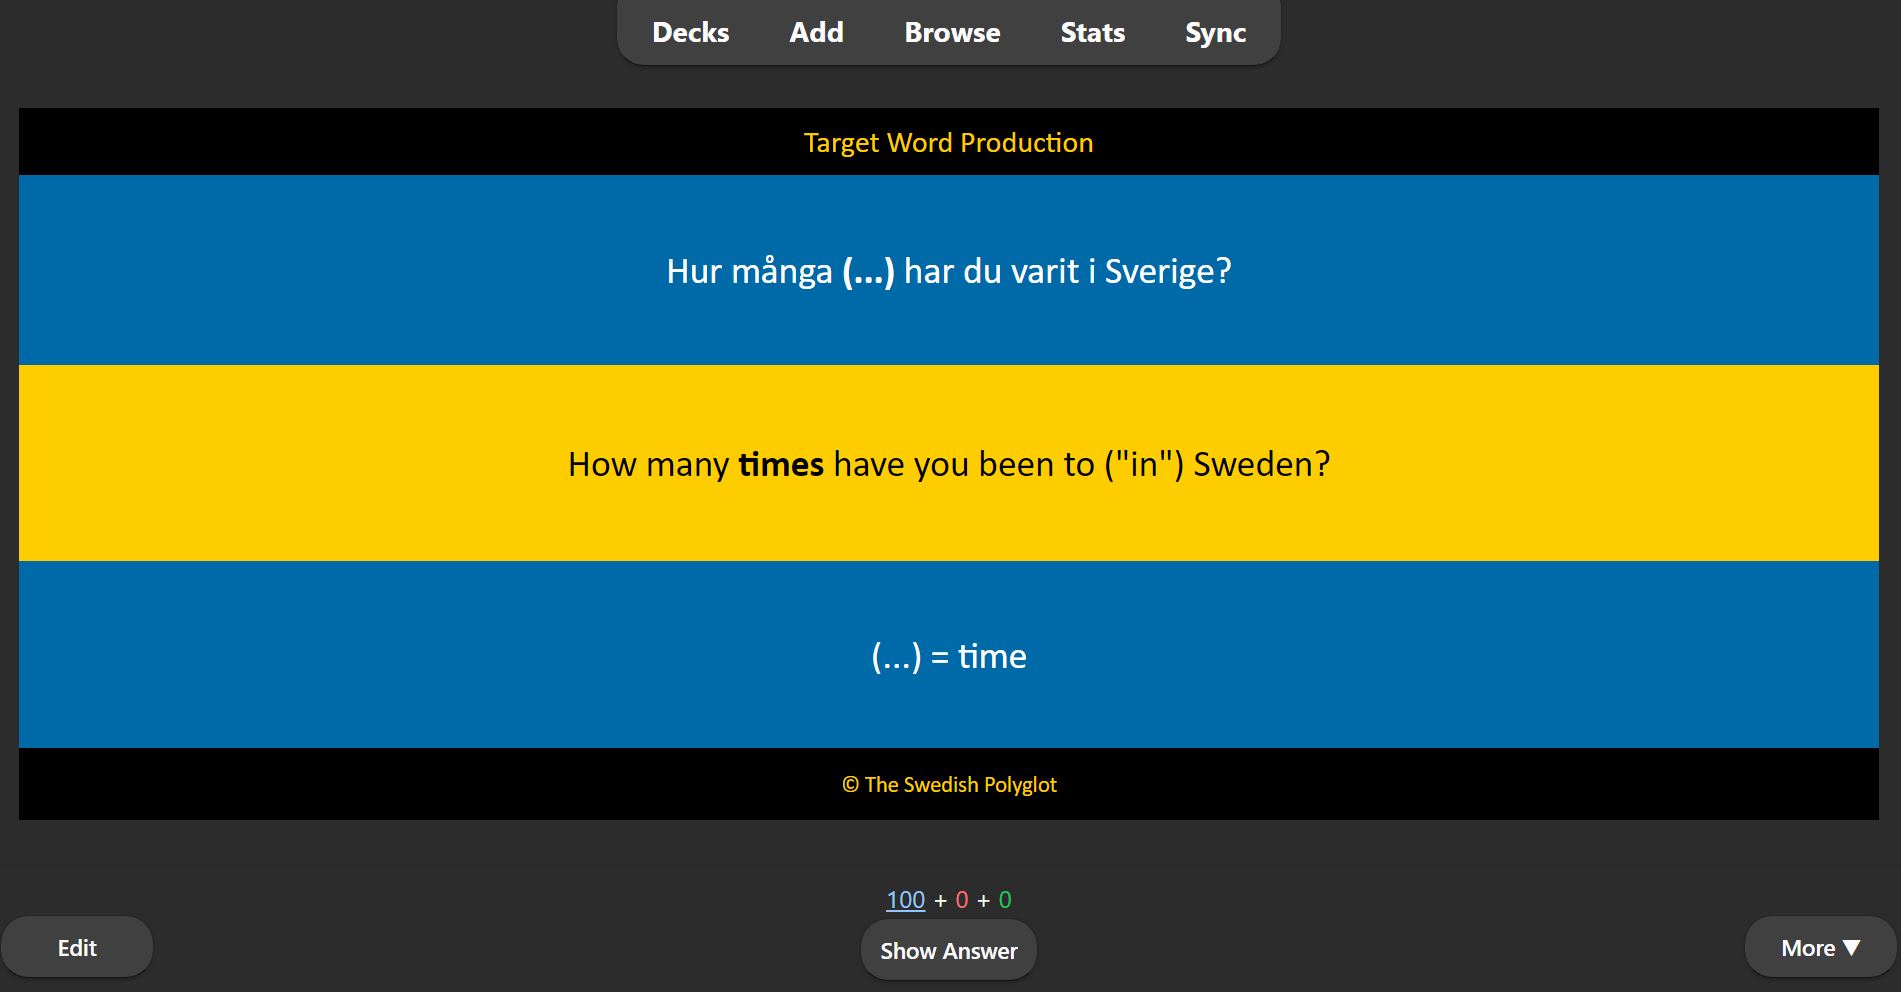 Decks Add Browse Stats Sync
Target Word Production
Hur många (...) har du varit i Sverige?
How many times have you been to ("in") Sweden?
(...) = time
© The Swedish Polyglot
100 + 0 + 0
Edit Show Answer More ▼